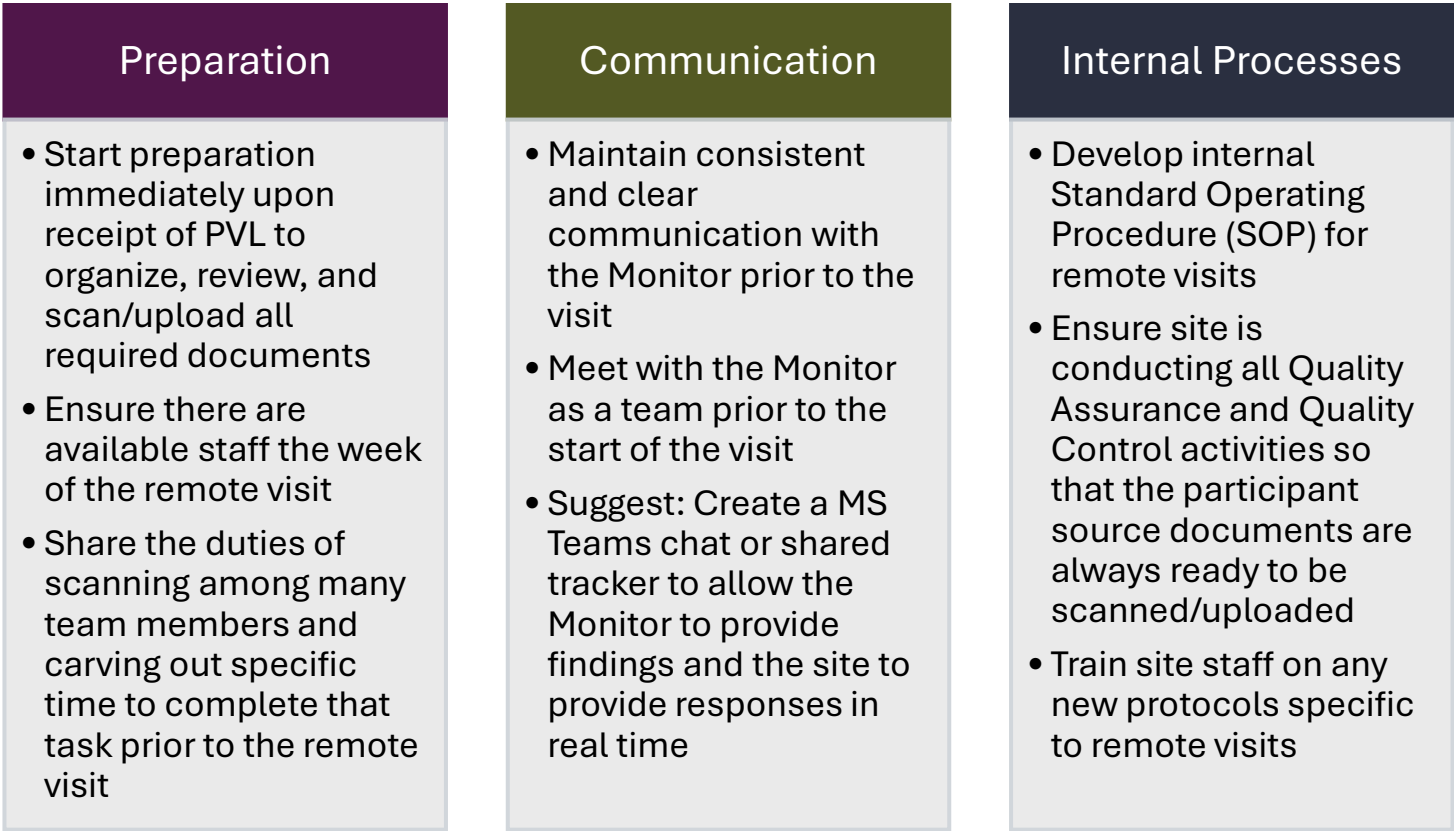 Preparation
• Start preparation
immediately upon
receipt of PVL to
organize, review, and
scan/upload all
required documents
• Ensure there are
available staff the week
of the remote visit
• Share the duties of
scanning among many
team members and
carving out specific
time to complete that
task prior to the remote
visit
Communication
• Maintain consistent
and clear
communication with
the Monitor prior to the
visit
• Meet with the Monitor
as a team prior to the
start of the visit
• Suggest: Create a MS
Teams chat or shared
tracker to allow the
Monitor to provide
findings and the site to
provide responses in
real time
Internal Processes
• Develop internal
Standard Operating
Procedure (SOP) for
remote visits
• Ensure site is
conducting all Quality
Assurance and Quality
Control activities so
that the participant
source documents are
always ready to be
scanned/uploaded
• Train site staff on any
new protocols specific
to remote visits